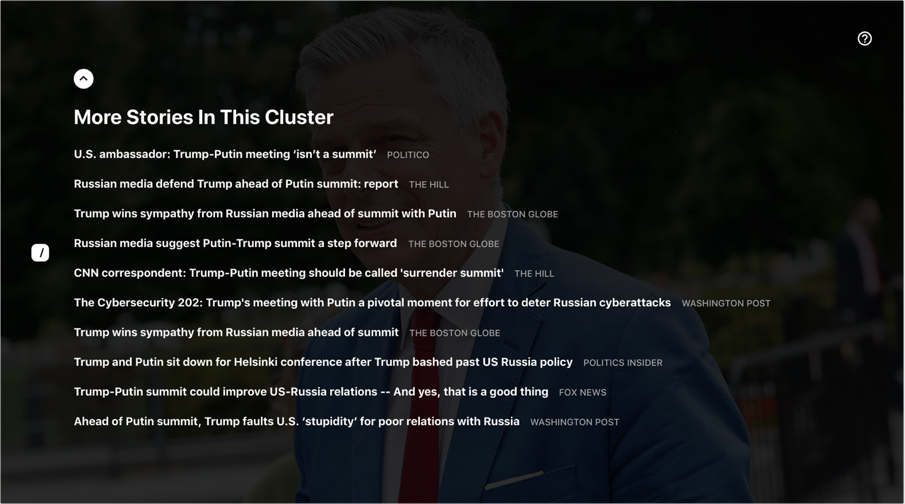 More Stories In This Cluster
U.S. ambassador: Trump-Putin meeting ‘isn’t a summit’ POLITICO
Russian media defend Trump ahead of Putin summit: report THE HILL
Trump wins sympathy from Russian media ahead of summit with Putin THE BOSTON GLOBE
Russian media suggest Putin-Trump summit a step forward THE BOSTON GLOBE
/
CNN correspondent: Trump-Putin meeting should be called 'surrender summit' THE HILL
The Cybersecurity 202: Trump's meeting with Putin a pivotal moment for effort to deter Russian cyberattacks WASHINGTON POST
Trump wins sympathy from Russian media ahead of summit THE BOSTON GLOBE
Trump and Putin sit down for Helsinki conference after Trump bashed past US Russia policy POLITICS INSIDER
Trump-Putin summit could improve US-Russia relations -- And yes, that is a good thing FOX NEWS
Ahead of Putin summit, Trump faults U.S. ‘stupidity’ for poor relations with Russia WASHINGTON POST